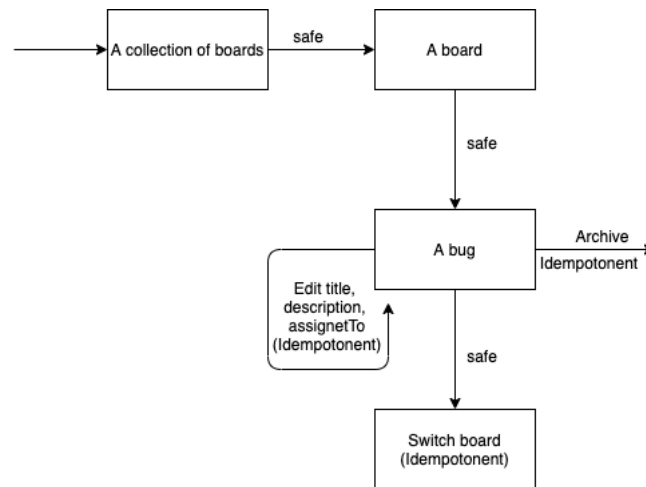 A collection of boards
safe
A board
safe
A bug
Archive
Idempotonent
Edit title,
description,
assignetTo
(Idempotonent)
safe
Switch board
(Idempotonent)